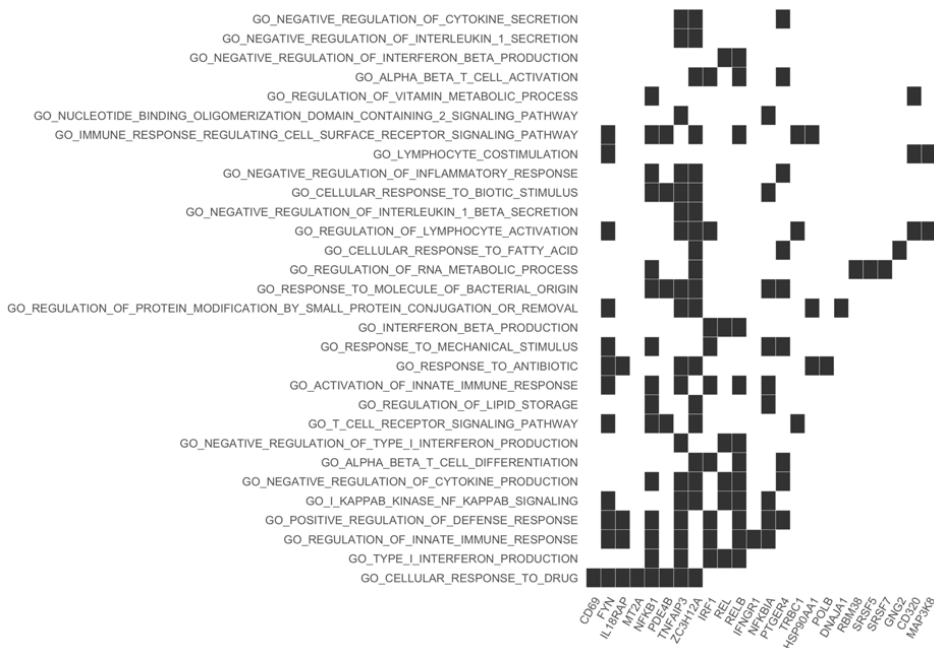 GO_NEGATIVE_REGULATION_OF_CYTOKINE_SECRETION
GO_NEGATIVE_REGULATION_OF_INTERLEUKIN_1_SECRETION
GO_NEGATIVE_REGULATION_OF_INTERFERON_BETA_PRODUCTION
GO_ALPHA_BETA_T_CELL_ACTIVATION
GO_REGULATION_OF_VITAMIN_METABOLIC_PROCESS
GO_NUCLEOTIDE_BINDING_OLIGOMERIZATION_DOMAIN_CONTAINING_2_SIGNALING_PATHWAY
GO_IMMUNE_RESPONSE_REGULATING_CELL_SURFACE_RECEPTOR_SIGNALING_PATHWAY
GO_LYMPHOCYTE_COSTIMULATION
GO_NEGATIVE_REGULATION_OF_INFLAMMATORY_RESPONSE
GO_CELLULAR_RESPONSE_TO_BIOTIC_STIMULUS
GO_NEGATIVE_REGULATION_OF_INTERLEUKIN_1_BETA_SECRETION
GO_REGULATION_OF_LYMPHOCYTE_ACTIVATION
GO_CELLULAR_RESPONSE_TO_FATTY_ACID
GO_REGULATION_OF_RNA_METABOLIC_PROCESS
GO_RESPONSE_TO_MOLECULE_OF_BACTERIAL_ORIGIN
GO_REGULATION_OF_PROTEIN_MODIFICATION_BY_SMALL_PROTEIN_CONJUGATION_OR_REMOVAL
GO_INTERFERON_BETA_PRODUCTION
GO_RESPONSE_TO_MECHANICAL_STIMULUS
GO_RESPONSE_TO_ANTIBIOTIC
GO_ACTIVATION_OF_INNATE_IMMUNE_RESPONSE
GO_REGULATION_OF_LIPID_STORAGE
GO_T_CELL_RECEPTOR_SIGNALING_PATHWAY
GO_NEGATIVE_REGULATION_OF_TYPE_I_INTERFERON_PRODUCTION
GO_ALPHA_BETA_T_CELL_DIFFERENTIATION
GO_NEGATIVE_REGULATION_OF_CYTOKINE_PRODUCTION
GO_I_KAPPAB_KINASE_NF_KAPPAB_SIGNALING
GO_POSITIVE_REGULATION_OF_DEFENSE_RESPONSE
GO_REGULATION_OF_INNATE_IMMUNE_RESPONSE
GO_TYPE_I_INTERFERON_PRODUCTION
GO_CELLULAR_RESPONSE_TO_DRUG
CD69
FYN
IL18RAP
MT2A
NFKB1
PDE4B
TNFAIP3
ZC3H12A
IRF1
REL
RELB
IFNGR1
NFKBIA
PTGER4
TRBC1
HSP90AA1
POLB
DNAJA1
RBM38
SRSF5
SRSF7
GNG2
CD320
MAP3K8